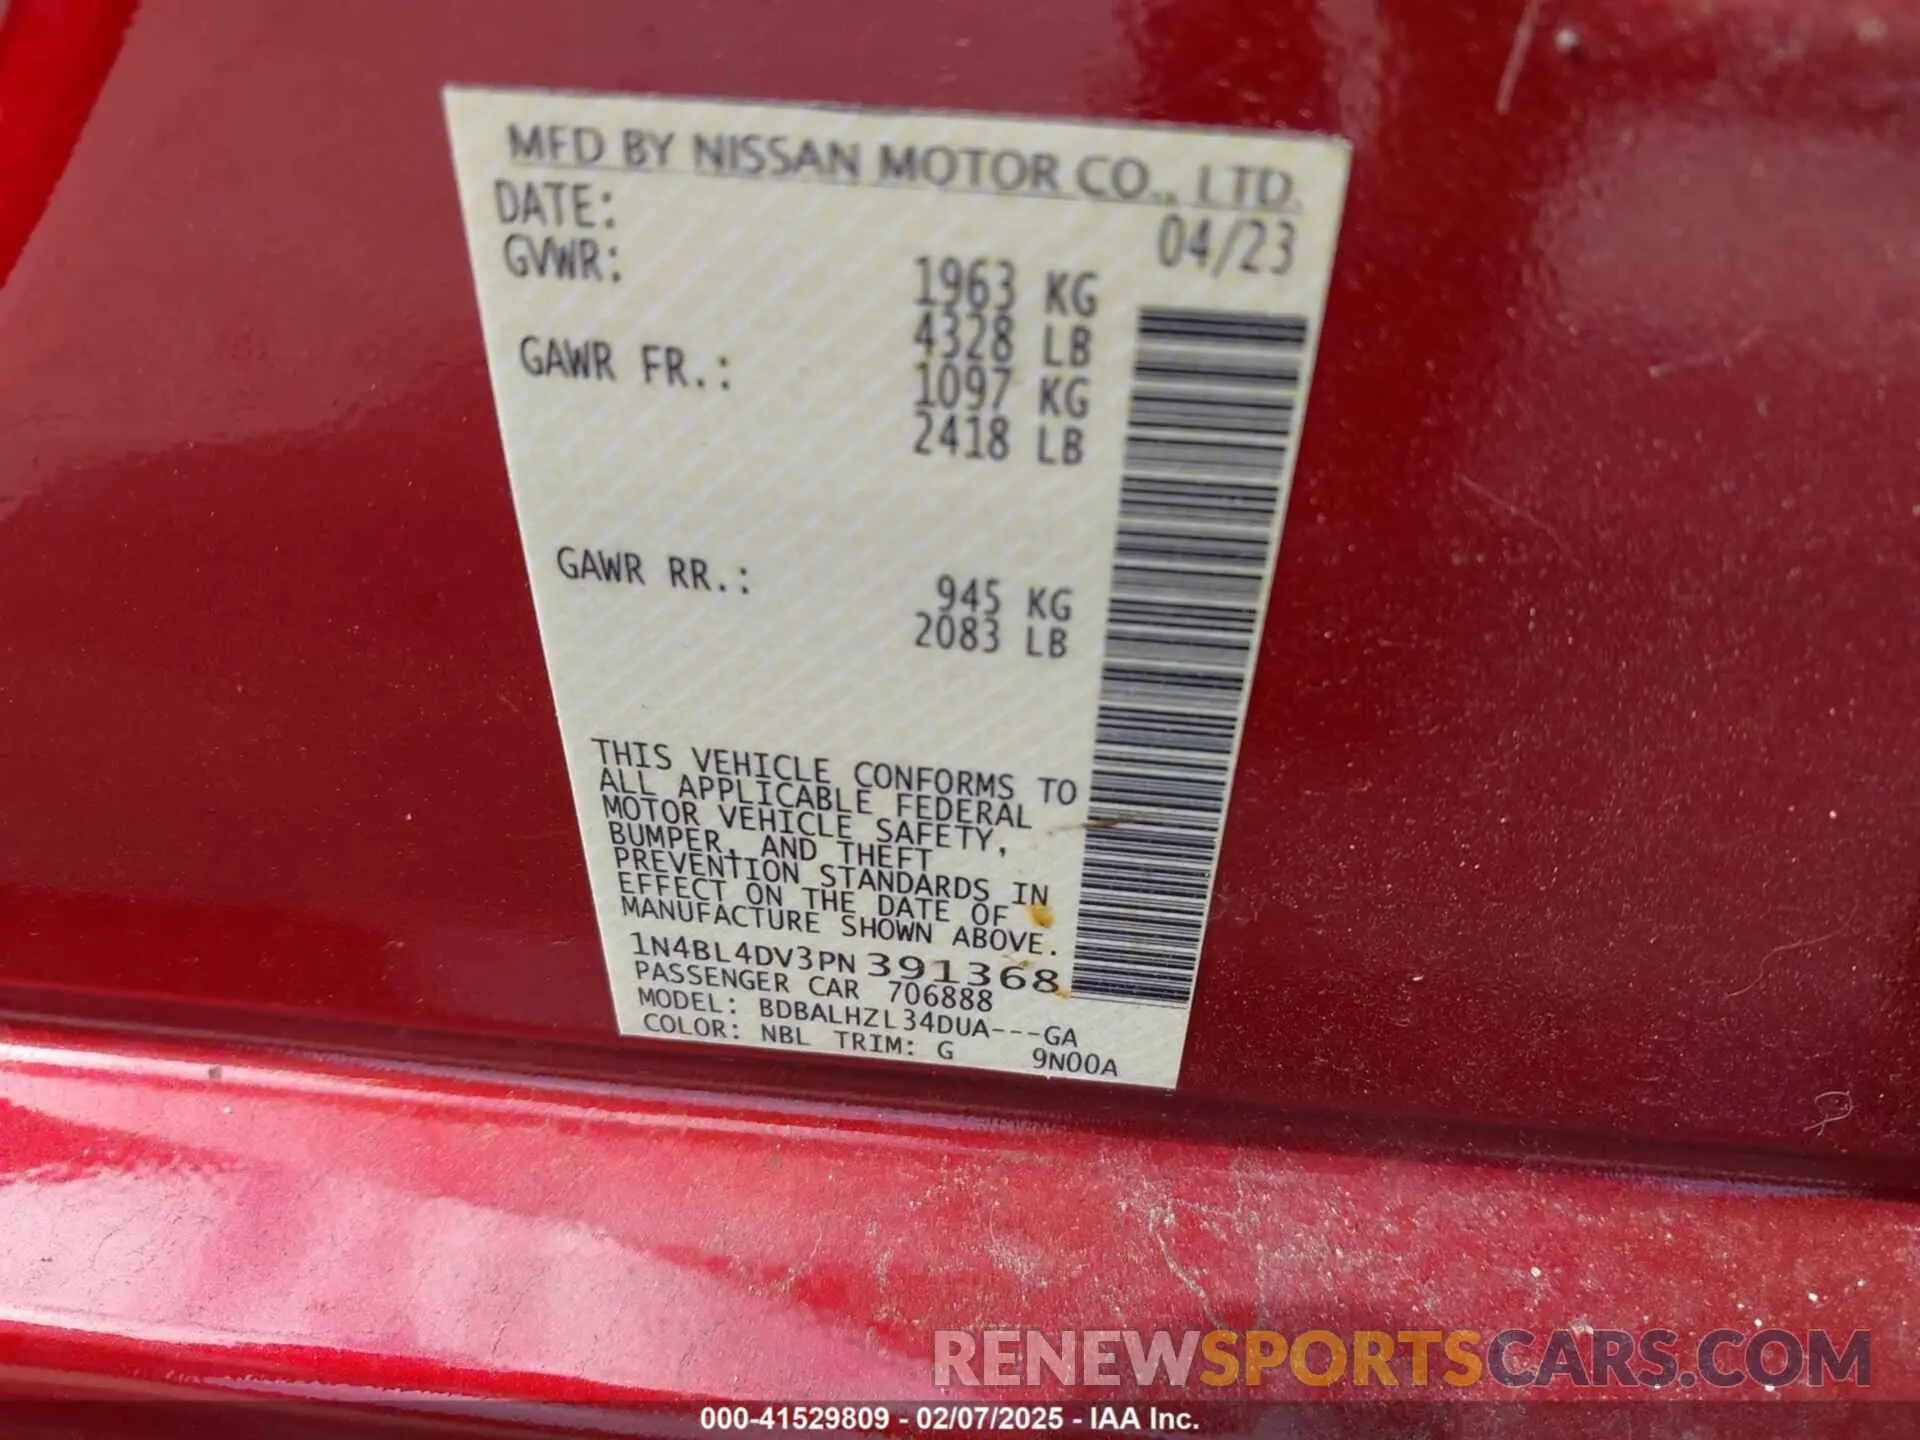 MFD BY NISSAN MOTOR CO., LTD.
DATE: 04/23
GVWR: 1963 KG
4328 LB
GAWR FR.: 1097 KG
2418 LB
GAWR RR.: 945 KG
2083 LB
THIS VEHICLE CONFORMS TO
ALL APPLICABLE FEDERAL
MOTOR VEHICLE SAFETY,
BUMPER, AND THEFT
PREVENTION STANDARDS IN
EFFECT ON THE DATE OF
MANUFACTURE SHOWN ABOVE.
1N4BL4DV3PN391368
PASSENGER CAR 706888
MODEL: BDBALHZL34DUA---GA
COLOR: NBL TRIM: G 9N00A
RENEWSPORTSCARS.COM
000-41529809 - 02/07/2025 - IAA Inc.